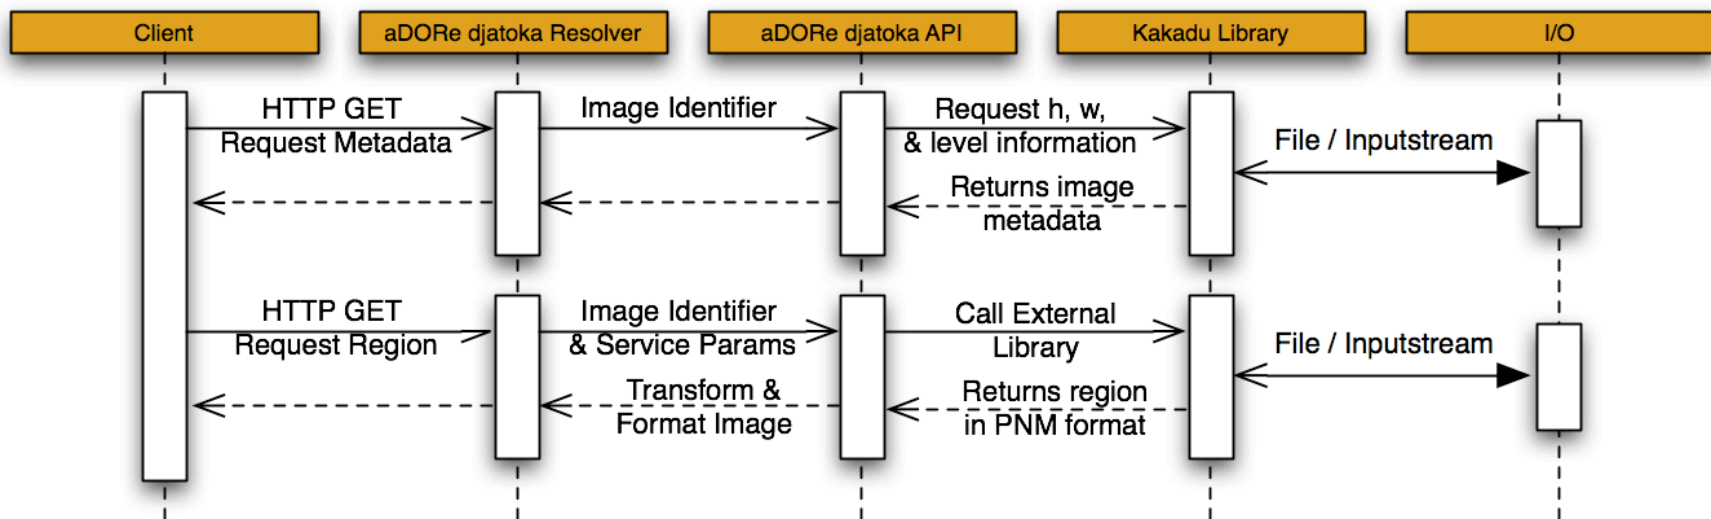 Client
aDORe djatoka Resolver
aDORe djatoka API
Kakadu Library
I/O
HTTP GET
Request Metadata
Image Identifier
Request h, w,
& level information
File / Inputstream
Returns image
metadata
HTTP GET
Request Region
Image Identifier
& Service Params
Call External
Library
File / Inputstream
Transform &
Format Image
Returns region
in PNM format